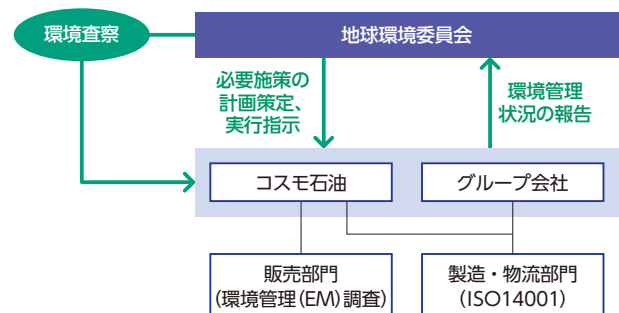 環境査察
地球環境委員会
必要施策の
計画策定、
実行指示
環境管理
状況の報告
コスモ石油
グループ会社
販売部門
(環境管理(EM)調査)
製造・物流部門
(ISO14001)